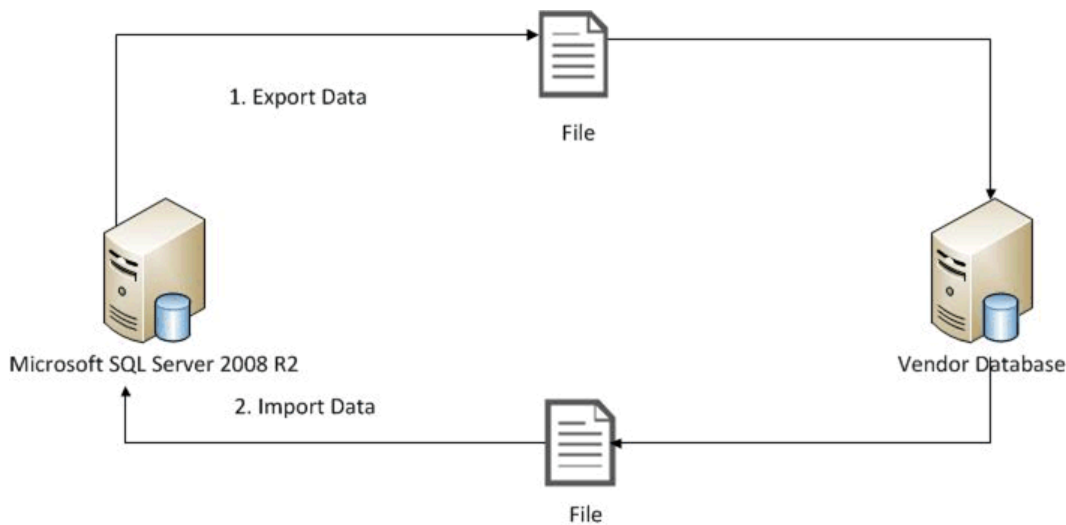 1. Export Data
File
Microsoft SQL Server 2008 R2
Vendor Database
2. Import Data
File